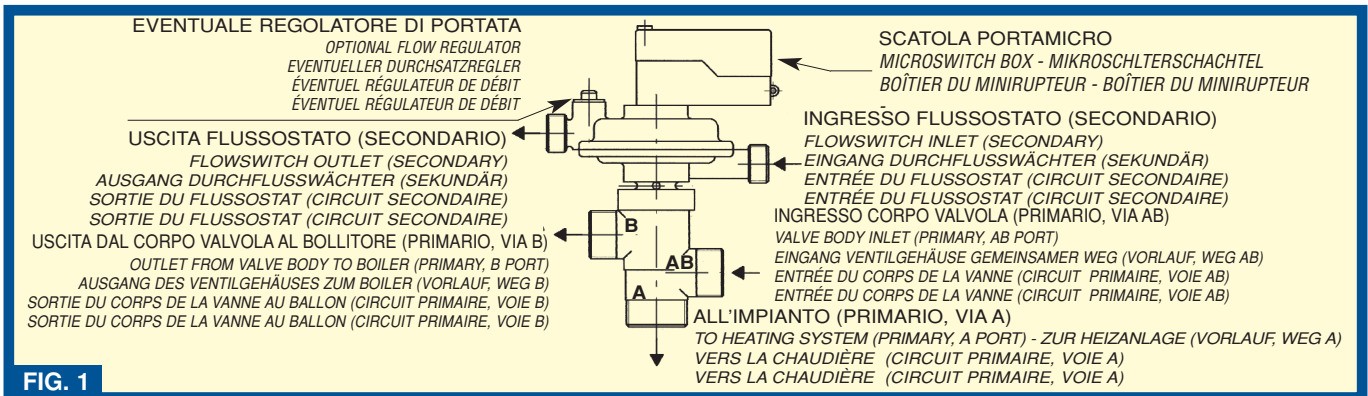 EVENTUALE REGOLATORE DI PORTATA
OPTIONAL FLOW REGULATOR
EVENTUELLER DURCHSATZREGLER
ÉVENTUEL RÉGULATEUR DE DÉBIT
ÉVENTUEL RÉGULATEUR DE DÉBIT
SCATOLA PORTAMICRO
MICROSWITCH BOX - MIKROSCHLTERSCHACHTEL
BOÎTIER DU MINIRUPTEUR - BOÎTIER DU MINIRUPTEUR
-
USCITA FLUSSOSTATO (SECONDARIO)
FLOWSWITCH OUTLET (SECONDARY)
AUSGANG DURCHFLUSSWÄCHTER (SEKUNDÄR)
SORTIE DU FLUSSOSTAT (CIRCUIT SECONDAIRE)
SORTIE DU FLUSSOSTAT (CIRCUIT SECONDAIRE)
INGRESSO FLUSSOSTATO (SECONDARIO)
FLOWSWITCH INLET (SECONDARY)
EINGANG DURCHFLUSSWÄCHTER (SEKUNDÄR)
ENTRÉE DU FLUSSOSTAT (CIRCUIT SECONDAIRE)
ENTRÉE DU FLUSSOSTAT (CIRCUIT SECONDAIRE)
USCITA DAL CORPO VALVOLA AL BOLLITORE (PRIMARIO, VIA B)
OUTLET FROM VALVE BODY TO BOILER (PRIMARY, B PORT)
AUSGANG DES VENTILGEHÄUSES ZUM BOILER (VORLAUF, WEG B)
SORTIE DU CORPS DE LA VANNE AU BALLON (CIRCUIT PRIMAIRE, VOIE B)
SORTIE DU CORPS DE LA VANNE AU BALLON (CIRCUIT PRIMAIRE, VOIE B)
B
AB
A
INGRESSO CORPO VALVOLA (PRIMARIO, VIA AB)
VALVE BODY INLET (PRIMARY, AB PORT)
EINGANG VENTILGEHÄUSE GEMEINSAMER WEG (VORLAUF, WEG AB)
ENTRÉE DU CORPS DE LA VANNE (CIRCUIT PRIMAIRE, VOIE AB)
ENTRÉE DU CORPS DE LA VANNE (CIRCUIT PRIMAIRE, VOIE AB)
ALL'IMPIANTO (PRIMARIO, VIA A)
TO HEATING SYSTEM (PRIMARY, A PORT) - ZUR HEIZANLAGE (VORLAUF, WEG A)
VERS LA CHAUDIÈRE (CIRCUIT PRIMAIRE, VOIE A)
VERS LA CHAUDIÈRE (CIRCUIT PRIMAIRE, VOIE A)
FIG. 1